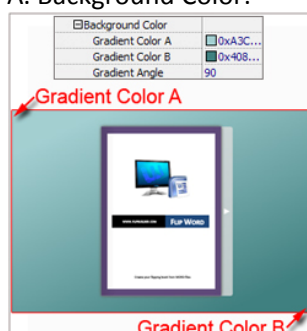 A. Background Color:
Background Color
Gradient Color A 0xA3C...
Gradient Color B 0x408...
Gradient Angle 90
Gradient Color A
FLIP WORD
Gradient Color B